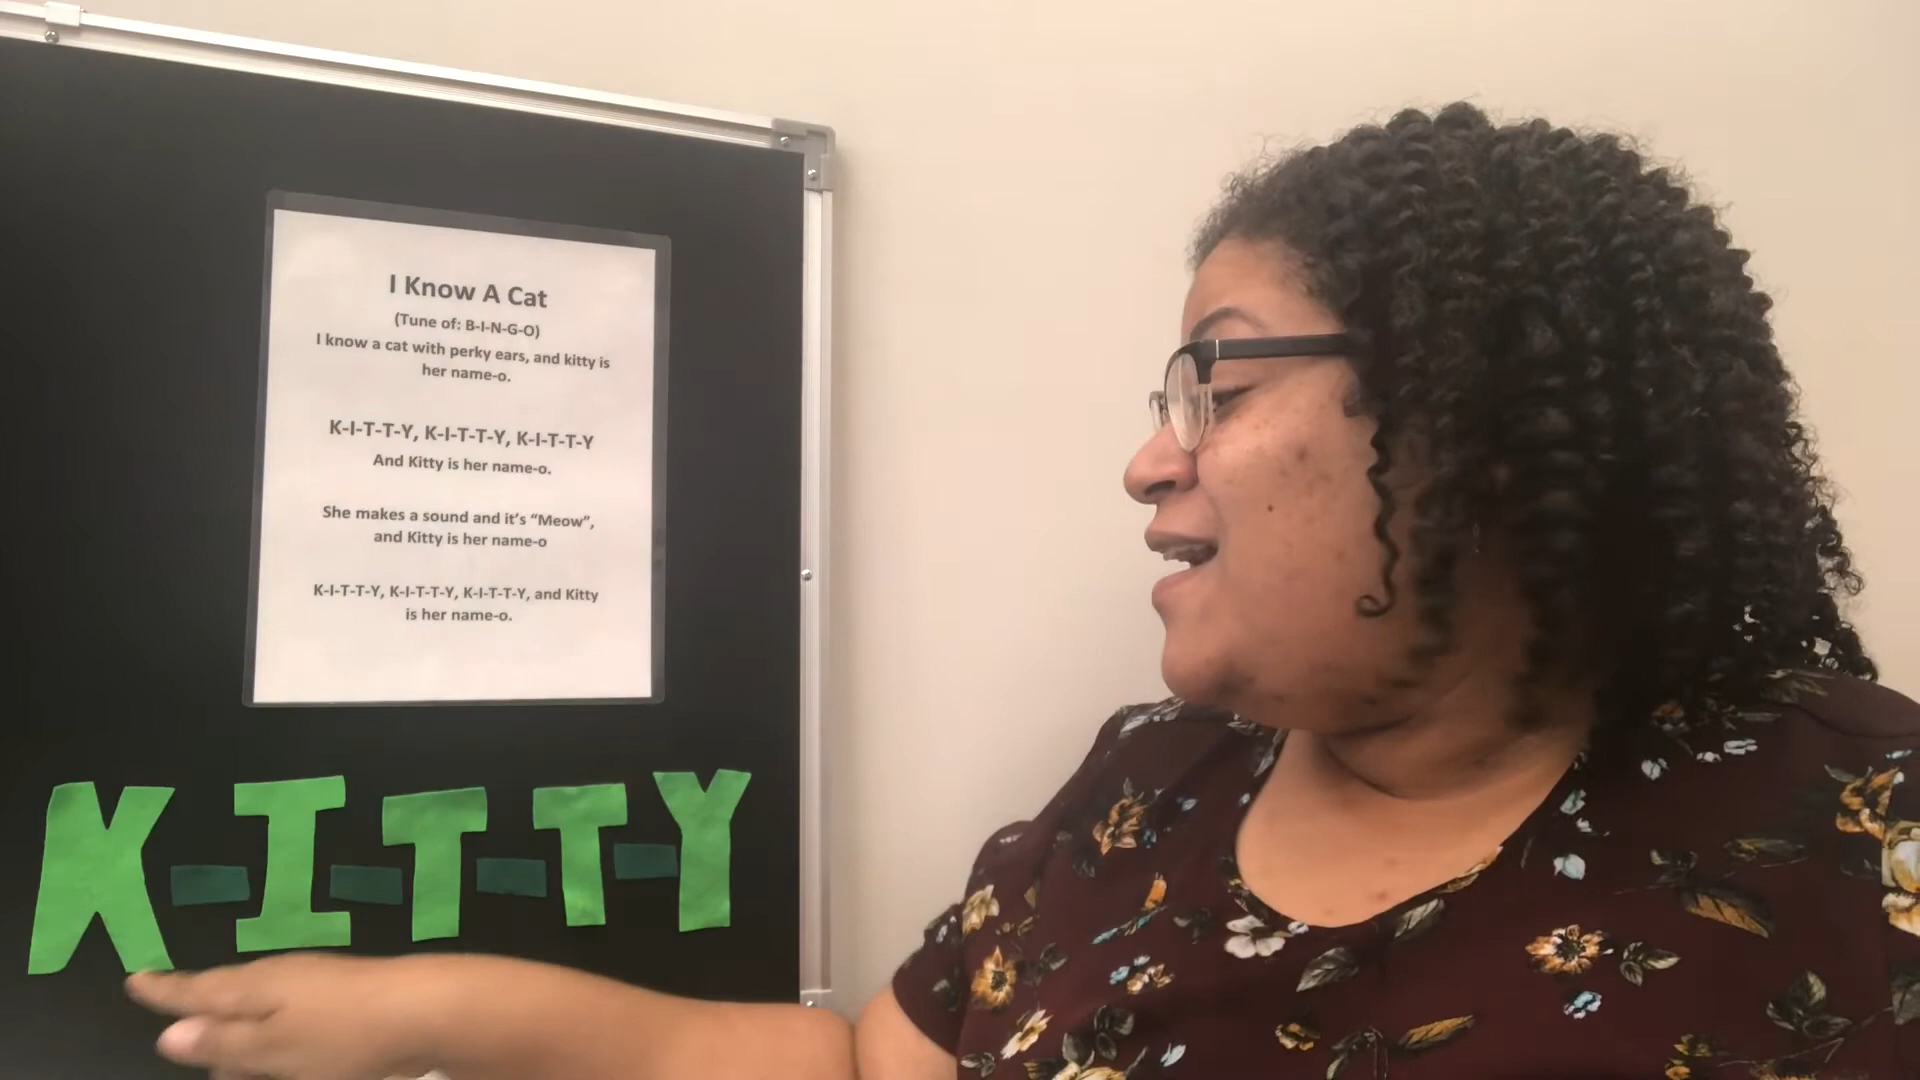 I Know A Cat
(Tune of: B-I-N-G-O)
I know a cat with perky ears, and kitty is
her name-o.
K-I-T-T-Y, K-I-T-T-Y, K-I-T-T-Y
And Kitty is her name-o.
She makes a sound and it’s “Meow”,
and Kitty is her name-o
K-I-T-T-Y, K-I-T-T-Y, K-I-T-T-Y, and Kitty
is her name-o.
K-I-T-T-Y